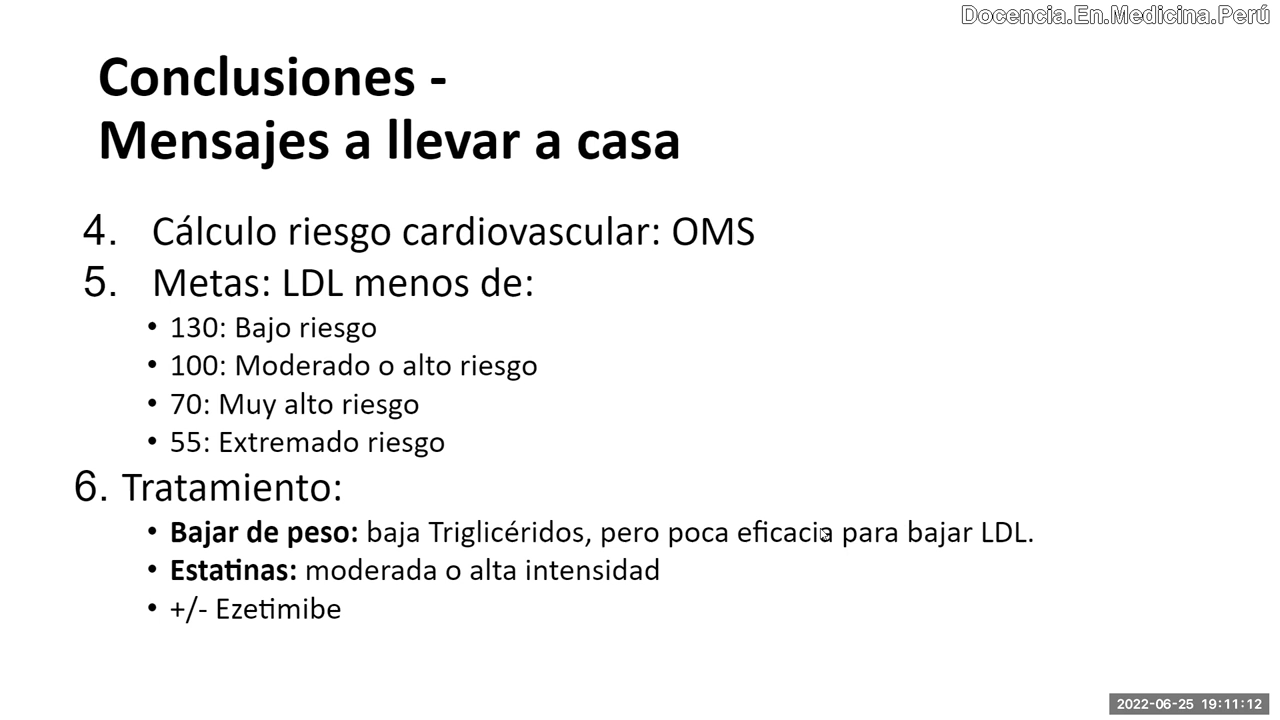 Docencia.En.Medicina.Perú
Conclusiones -
Mensajes a llevar a casa
4. Cálculo riesgo cardiovascular: OMS
5. Metas: LDL menos de:
• 130: Bajo riesgo
• 100: Moderado o alto riesgo
• 70: Muy alto riesgo
• 55: Extremado riesgo
6. Tratamiento:
• Bajar de peso: baja Triglicéridos, pero poca eficacia para bajar LDL.
• Estatinas: moderada o alta intensidad
• +/- Ezetimibe
2022-06-25 19:11:12